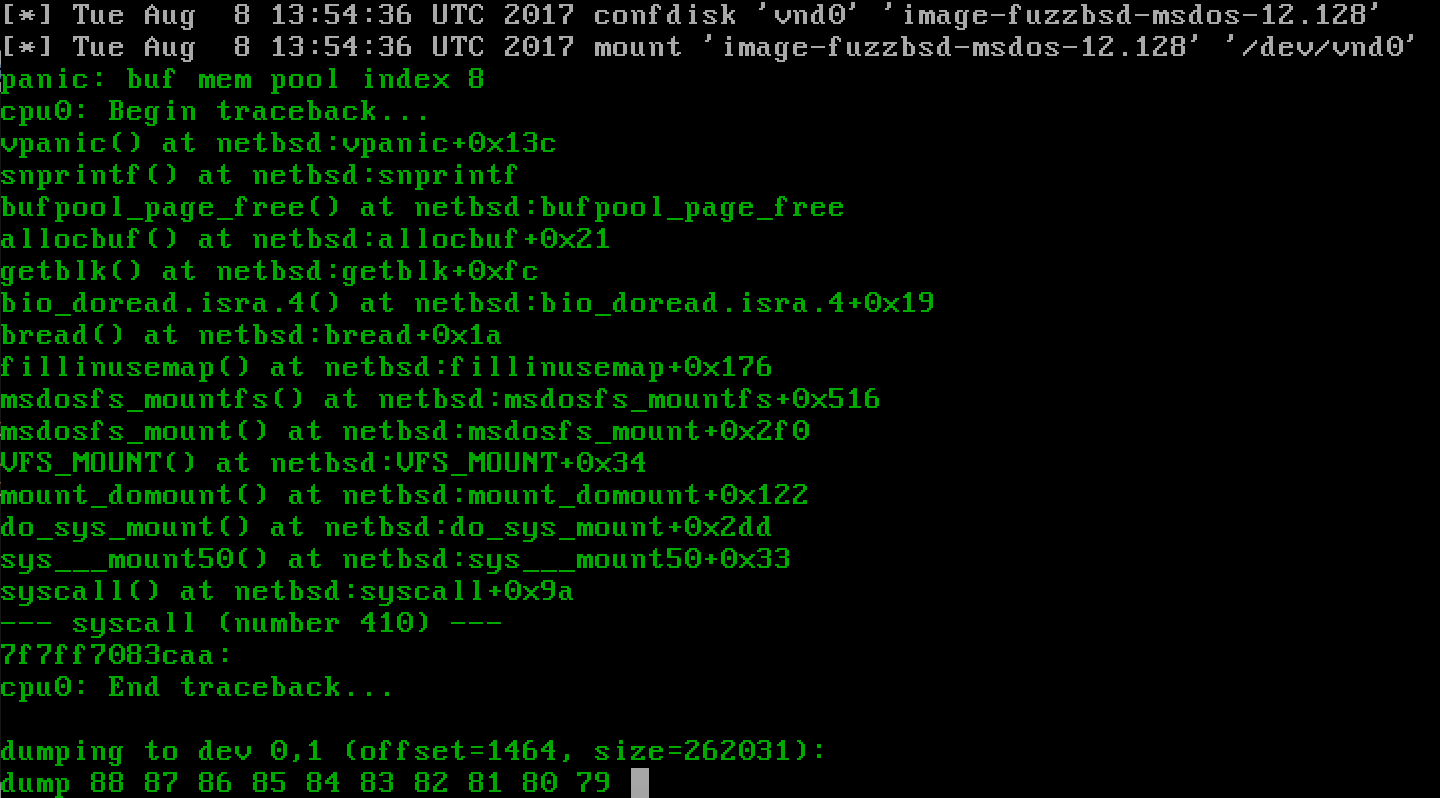 [*] Tue Aug  8 13:54:36 UTC 2017 confdisk 'vnd0' 'image-fuzzbsd-msdos-12.128'
[*] Tue Aug  8 13:54:36 UTC 2017 mount 'image-fuzzbsd-msdos-12.128' '/dev/vnd0'
panic: buf mem pool index 8
cpu0: Begin traceback...
vpanic() at netbsd:vpanic+0x13c
snprintf() at netbsd:snprintf
bufpool_page_free() at netbsd:bufpool_page_free
allocbuf() at netbsd:allocbuf+0x21
getblk() at netbsd:getblk+0xfc
bio_doread.isra.4() at netbsd:bio_doread.isra.4+0x19
bread() at netbsd:bread+0x1a
fillinusemap() at netbsd:fillinusemap+0x176
msdosfs_mountfs() at netbsd:msdosfs_mountfs+0x516
msdosfs_mount() at netbsd:msdosfs_mount+0x2f0
VFS_MOUNT() at netbsd:VFS_MOUNT+0x34
mount_domount() at netbsd:mount_domount+0x122
do_sys_mount() at netbsd:do_sys_mount+0x2dd
sys___mount50() at netbsd:sys___mount50+0x33
syscall() at netbsd:syscall+0x9a
--- syscall (number 410) ---
7f7ff7083caa:
cpu0: End traceback...
dumping to dev 0,1 (offset=1464, size=262031):
dump 88 87 86 85 84 83 82 81 80 79